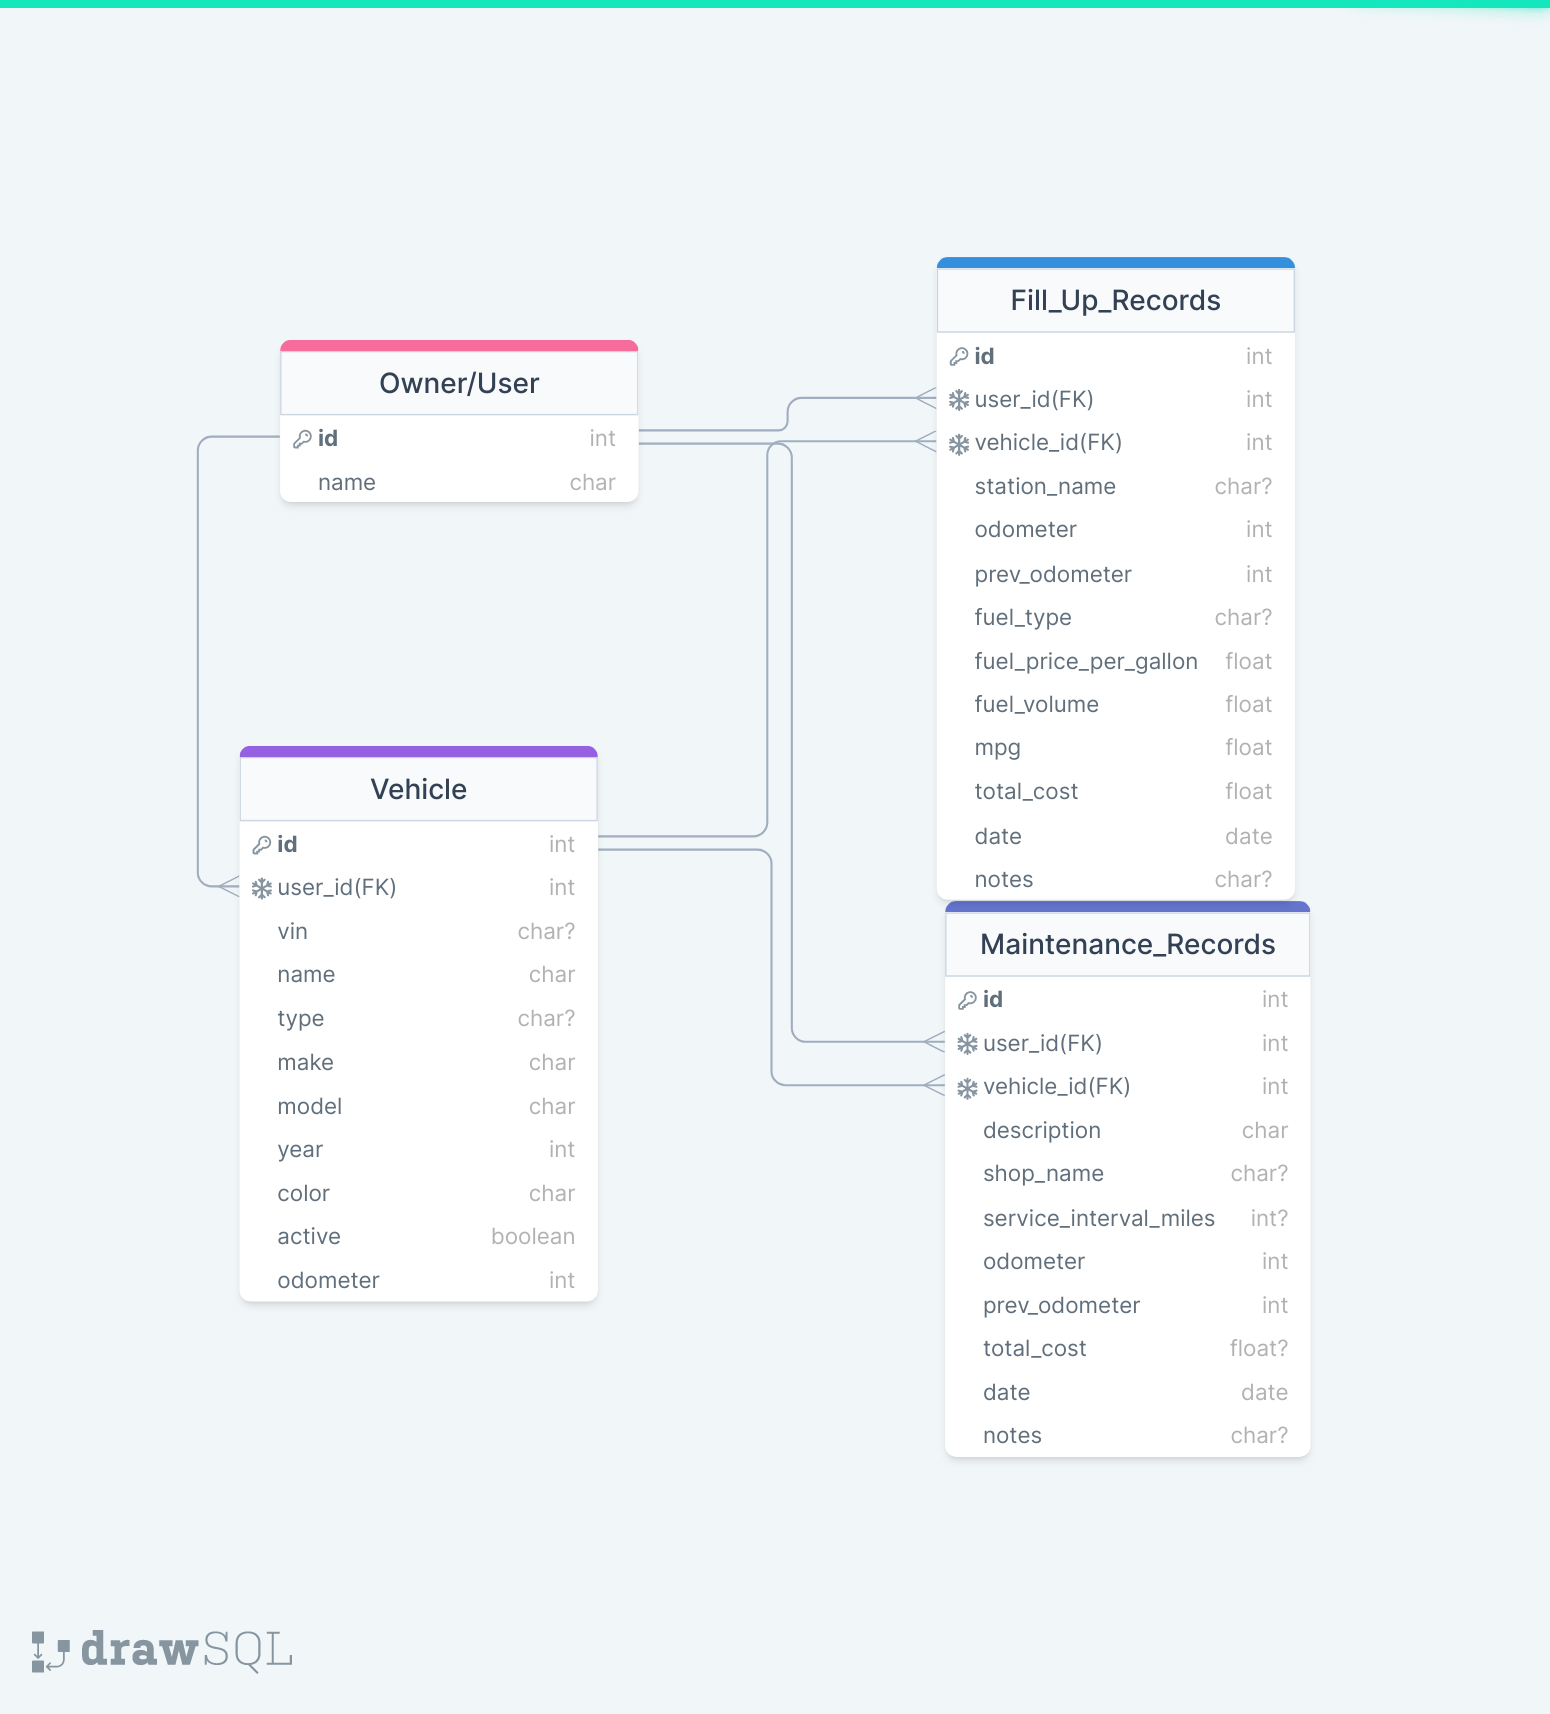 Owner/User
id int
name char
Vehicle
id int
user_id(FK) int
vin char?
name char
type char?
make char
model char
year int
color char
active boolean
odometer int
Fill_Up_Records
id int
user_id(FK) int
vehicle_id(FK) int
station_name char?
odometer int
prev_odometer int
fuel_type char?
fuel_price_per_gallon float
fuel_volume float
mpg float
total_cost float
date date
notes char?
Maintenance_Records
id int
user_id(FK) int
vehicle_id(FK) int
description char
shop_name char?
service_interval_miles int?
odometer int
prev_odometer int
total_cost float?
date date
notes char?
drawSQL